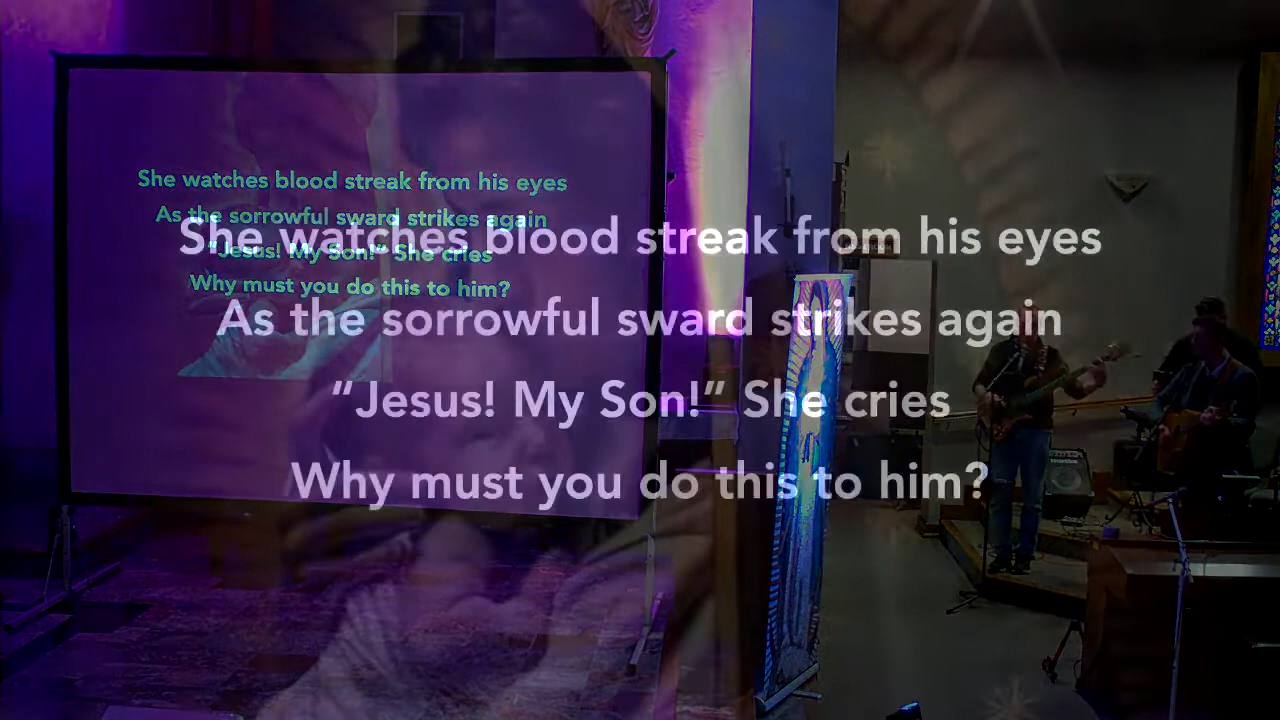 She watches blood streak from his eyes
As the sorrowful sward strikes again
“Jesus! My Son!” She cries
Why must you do this to him?
She watches blood streak from his eyes
As the sorrowful sward strikes again
“Jesus! My Son!” She cries
Why must you do this to him?